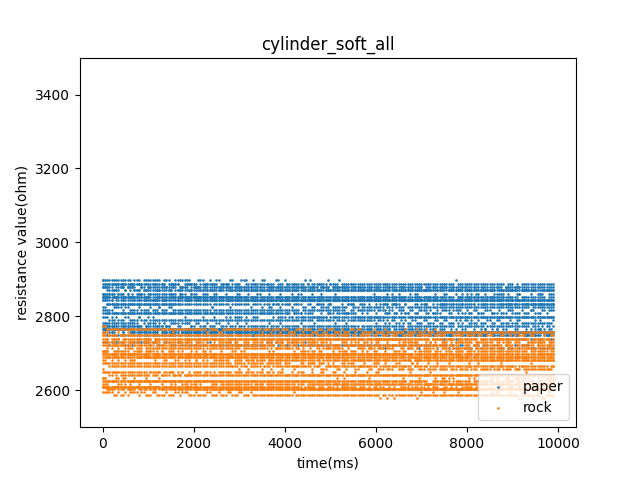 cylinder_soft_all
resistance value(ohm)
3400
3200
3000
2800
2600
0 2000 4000 6000 8000 10000
time(ms)
paper
rock